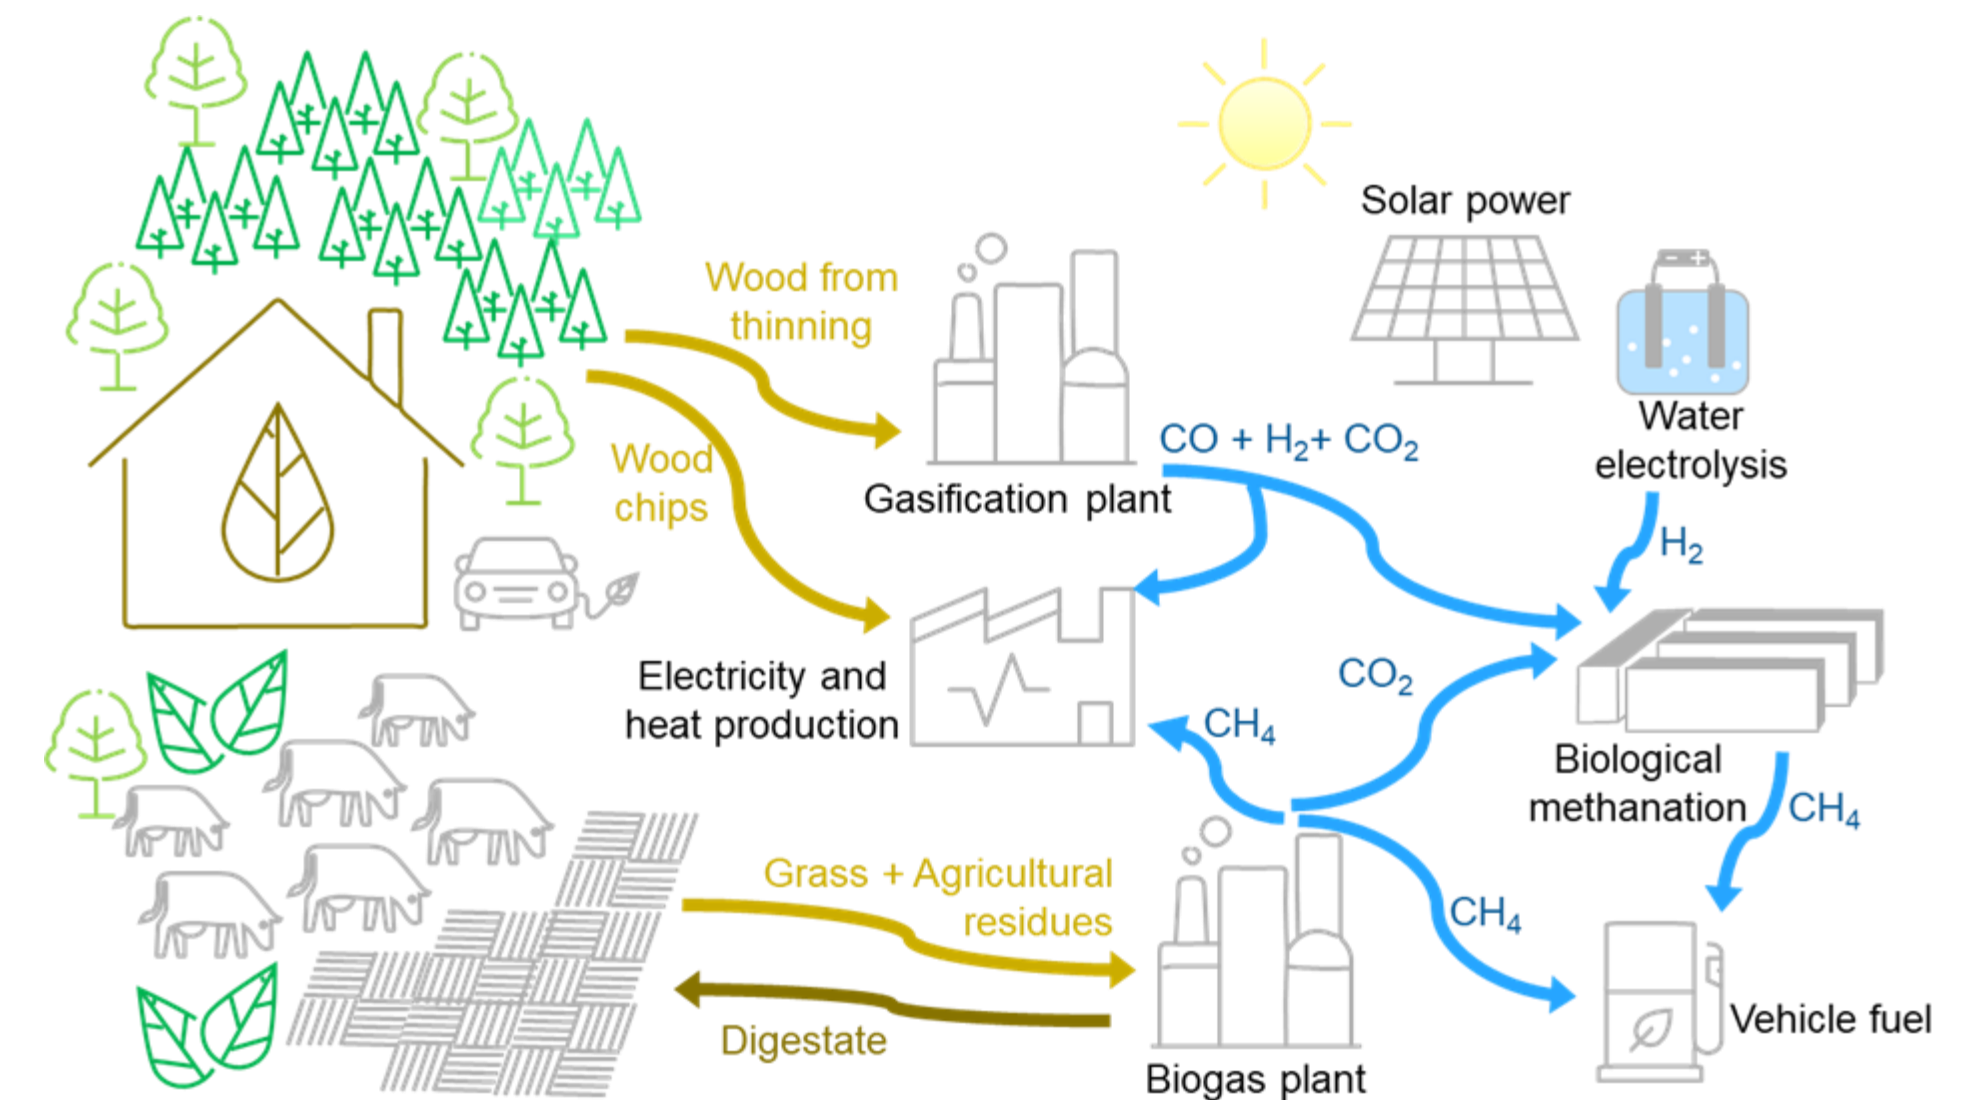 Solar power
Wood from
thinning
Water
electrolysis
CO + H₂+ CO₂
Wood
chips
Gasification plant
H₂
Electricity and
heat production
CO₂
CH₄
Biological
methanation
CH₄
Grass + Agricultural
residues
CH₄
Digestate
Vehicle fuel
Biogas plant